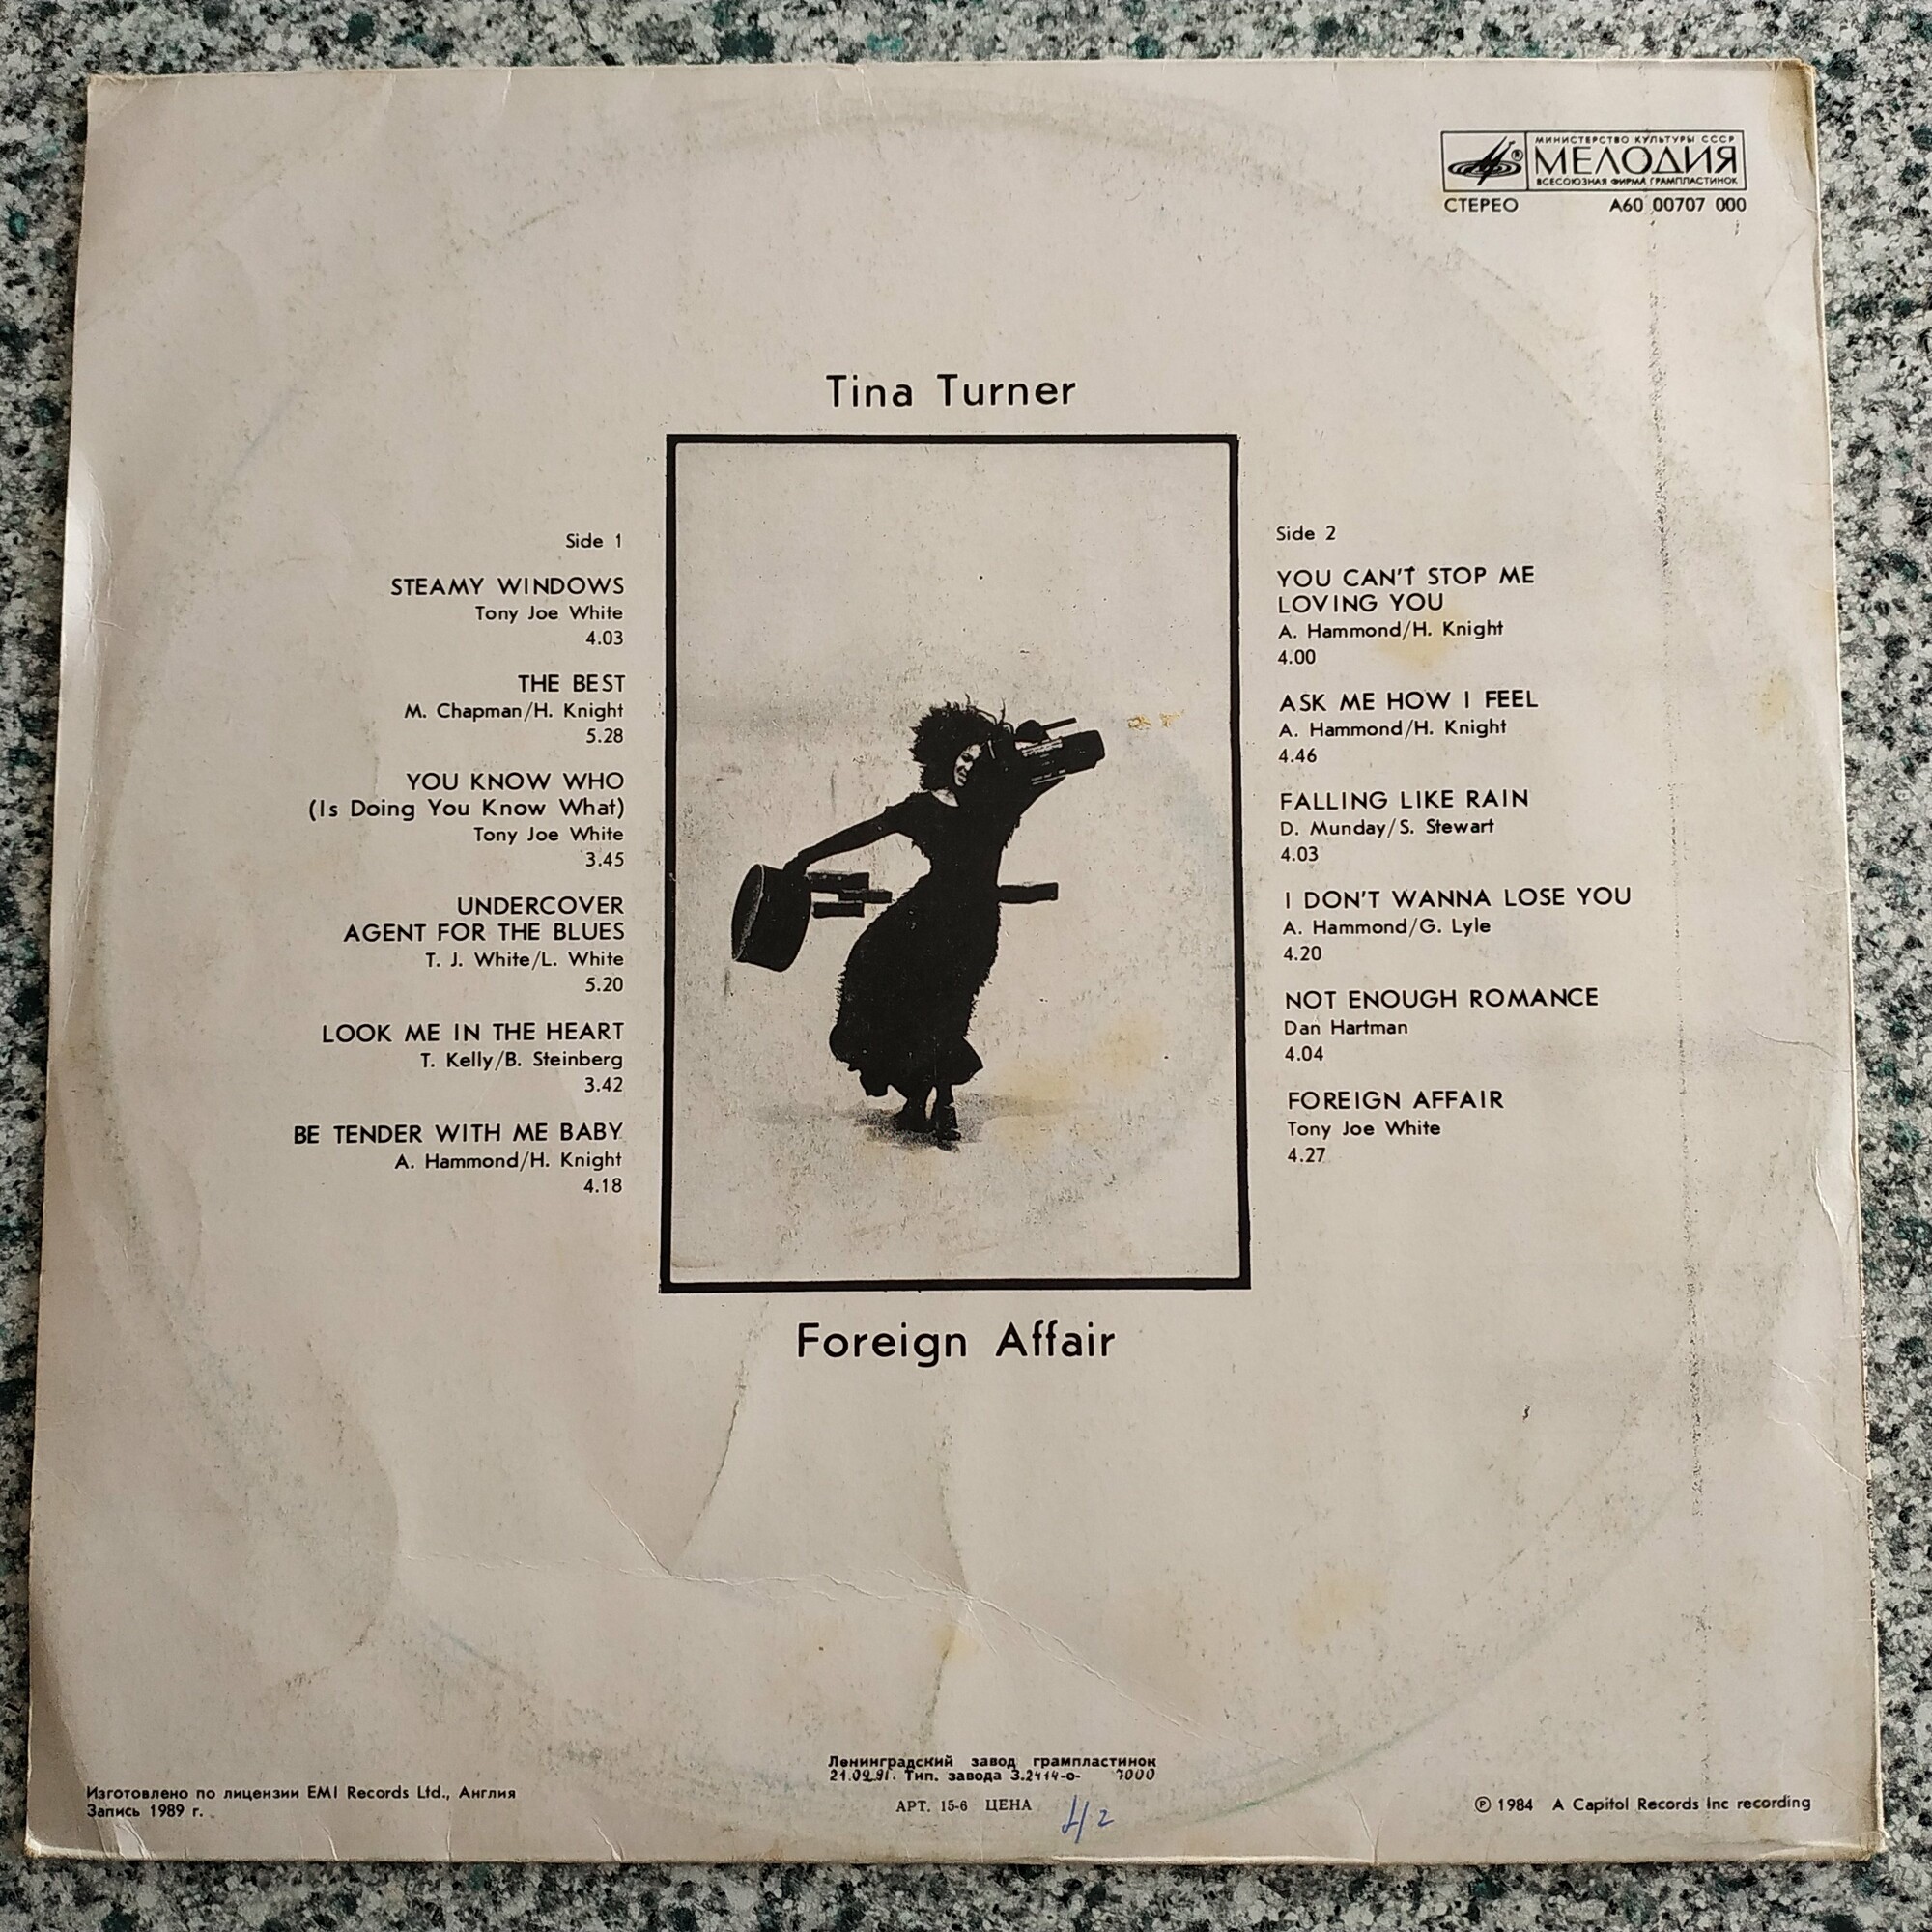 МИНИСТЕРСТВО КУЛЬТУРЫ СССР
МЕЛОДИЯ
ВСЕСОЮЗНАЯ ФИРМА ГРАМПЛАСТИНОК
СТЕРЕО А60 00707 000
Tina Turner
Side 1
STEAMY WINDOWS
Tony Joe White
4.03
THE BEST
M. Chapman/H. Knight
5.28
YOU KNOW WHO
(Is Doing You Know What)
Tony Joe White
3.45
UNDERCOVER
AGENT FOR THE BLUES
T. J. White/L. White
5.20
LOOK ME IN THE HEART
T. Kelly/B. Steinberg
3.42
BE TENDER WITH ME BABY
A. Hammond/H. Knight
4.18
Side 2
YOU CAN'T STOP ME
LOVING YOU
A. Hammond/H. Knight
4.00
ASK ME HOW I FEEL
A. Hammond/H. Knight
4.46
FALLING LIKE RAIN
D. Munday/S. Stewart
4.03
I DON'T WANNA LOSE YOU
A. Hammond/G. Lyle
4.20
NOT ENOUGH ROMANCE
Dan Hartman
4.04
FOREIGN AFFAIR
Tony Joe White
4.27
Foreign Affair
Ленинградский завод грампластинок
21.09.91. Тип. завода З.2414-о- 7000
АРТ. 15-6 ЦЕНА
Изготовлено по лицензии EMI Records Ltd., Англия
Запись 1989 г.
℗ 1984 A Capitol Records Inc recording